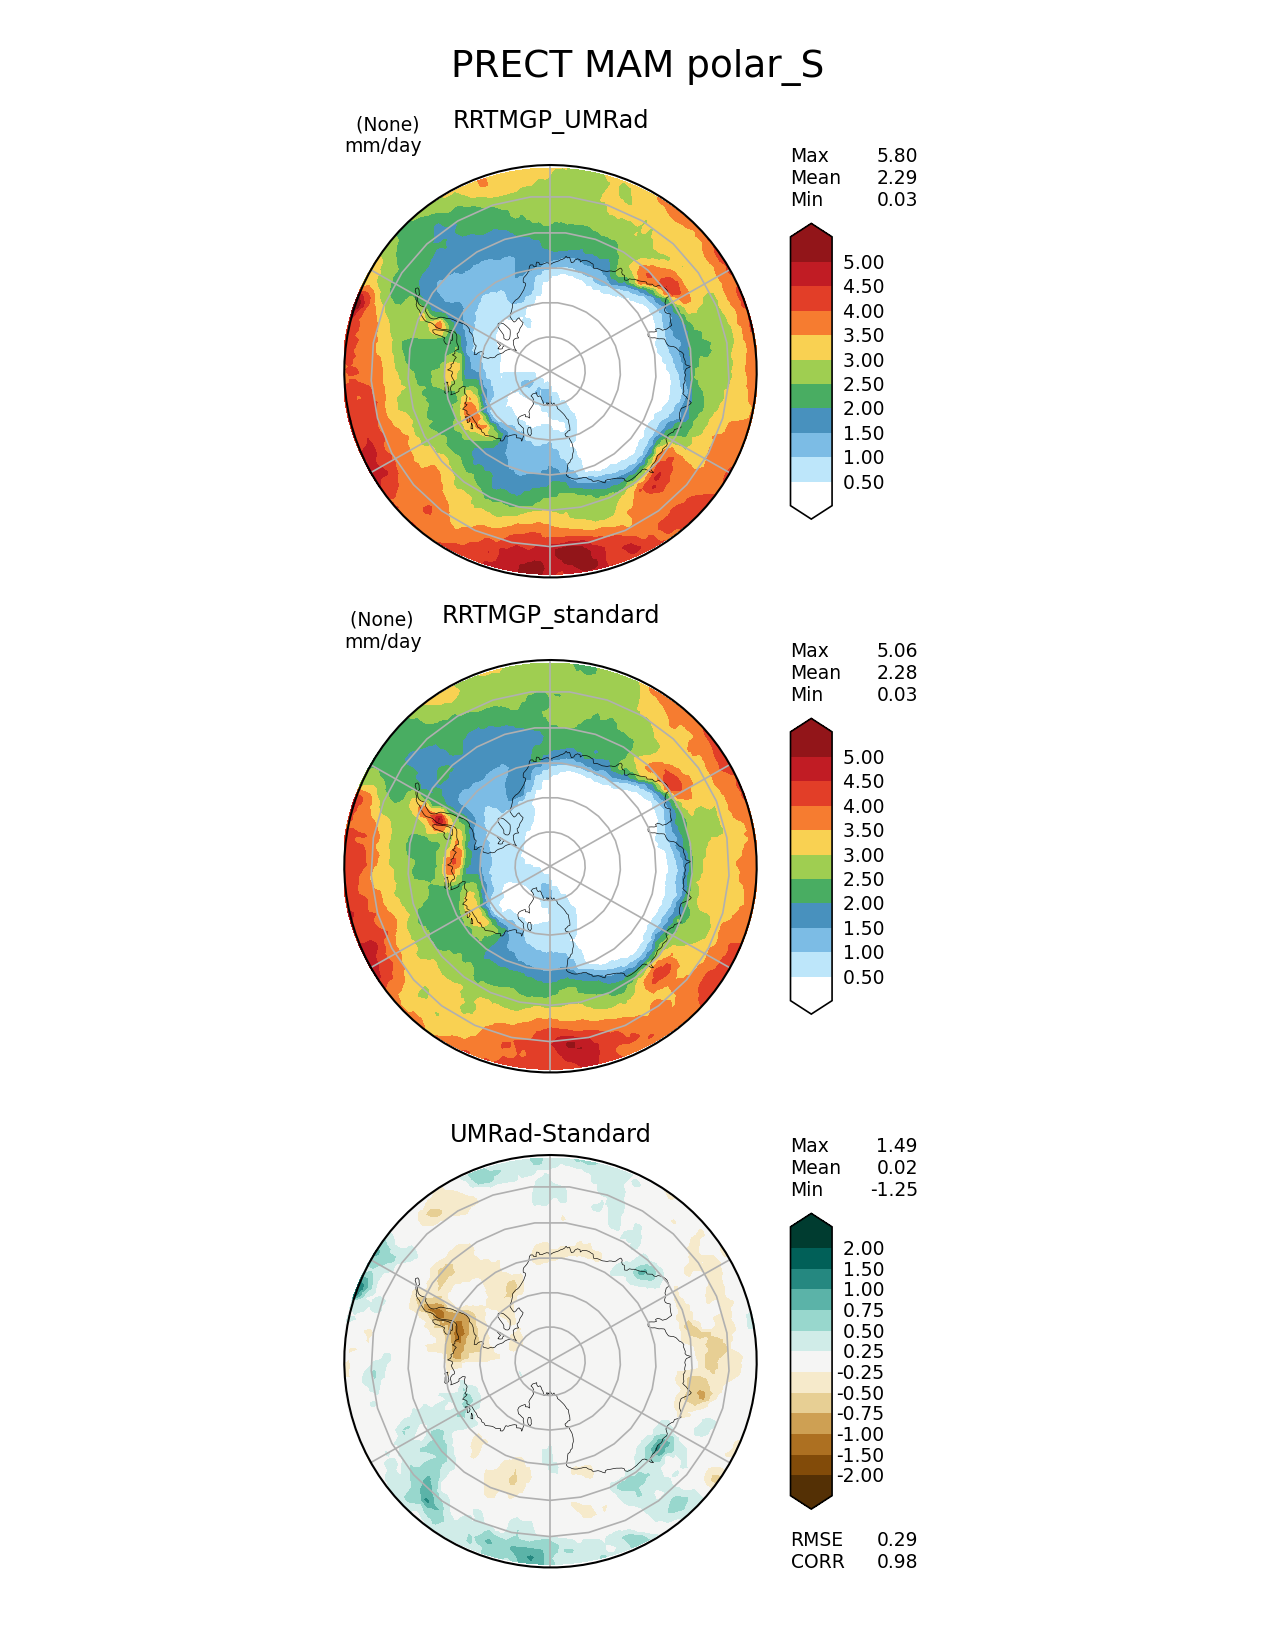 PRECT MAM polar_S
(None)
mm/day
RRTMGP_UMRad
Max 5.80
Mean 2.29
Min 0.03
5.00
4.50
4.00
3.50
3.00
2.50
2.00
1.50
1.00
0.50
(None)
mm/day
RRTMGP_standard
Max 5.06
Mean 2.28
Min 0.03
5.00
4.50
4.00
3.50
3.00
2.50
2.00
1.50
1.00
0.50
UMRad-Standard
Max 1.49
Mean 0.02
Min -1.25
2.00
1.50
1.00
0.75
0.50
0.25
-0.25
-0.50
-0.75
-1.00
-1.50
-2.00
RMSE 0.29
CORR 0.98